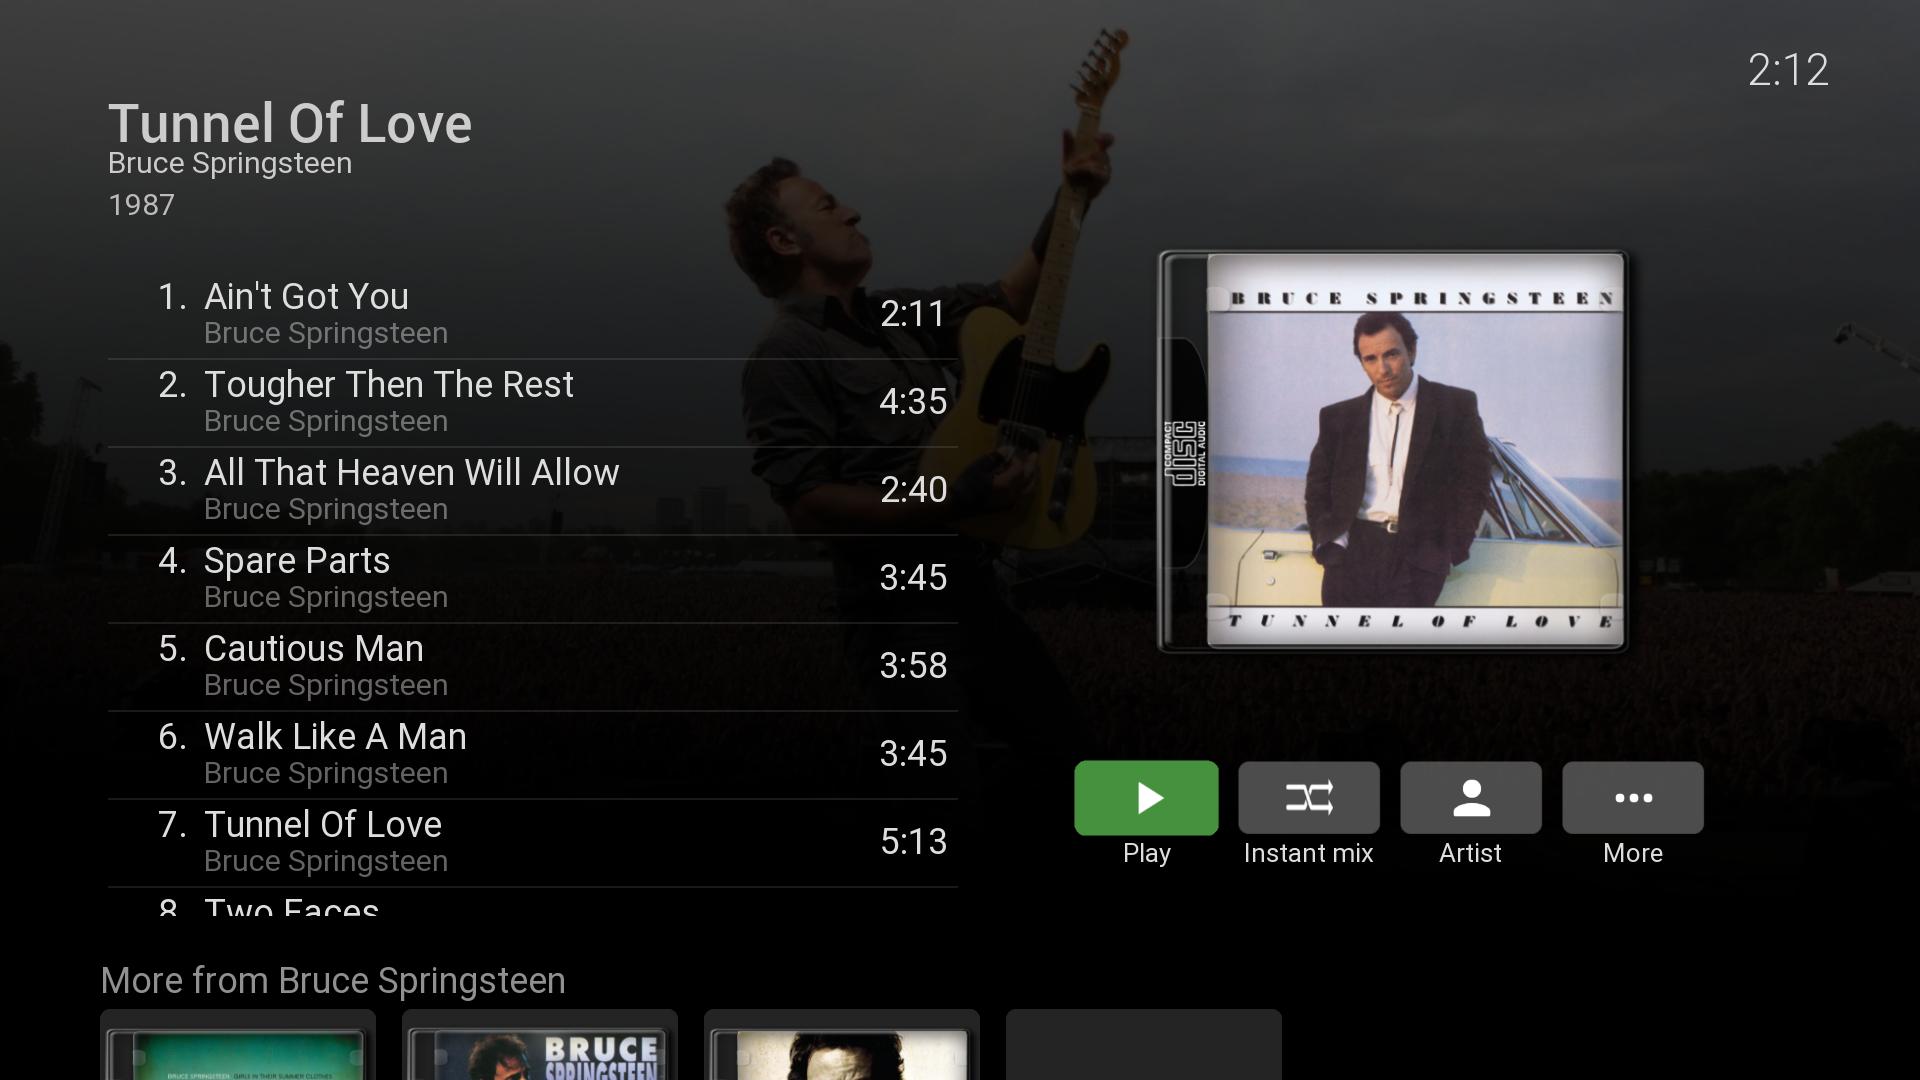 2:12
Tunnel Of Love
Bruce Springsteen
1987
1. Ain't Got You
Bruce Springsteen
2:11
2. Tougher Then The Rest
Bruce Springsteen
4:35
3. All That Heaven Will Allow
Bruce Springsteen
2:40
4. Spare Parts
Bruce Springsteen
3:45
5. Cautious Man
Bruce Springsteen
3:58
6. Walk Like A Man
Bruce Springsteen
3:45
7. Tunnel Of Love
Bruce Springsteen
5:13
8. Two Faces
BRUCE SPRINGSTEEN
COMPACT
disc
DIGITAL AUDIO
TUNNEL OF LOVE
Play
Instant mix
Artist
More
More from Bruce Springsteen
BRUCE SPRINGSTEEN GIRLS IN THEIR SUMMER CLOTHES
BRUCE
SPRINGSTEEN